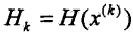 H_k = H(x^{(k)})